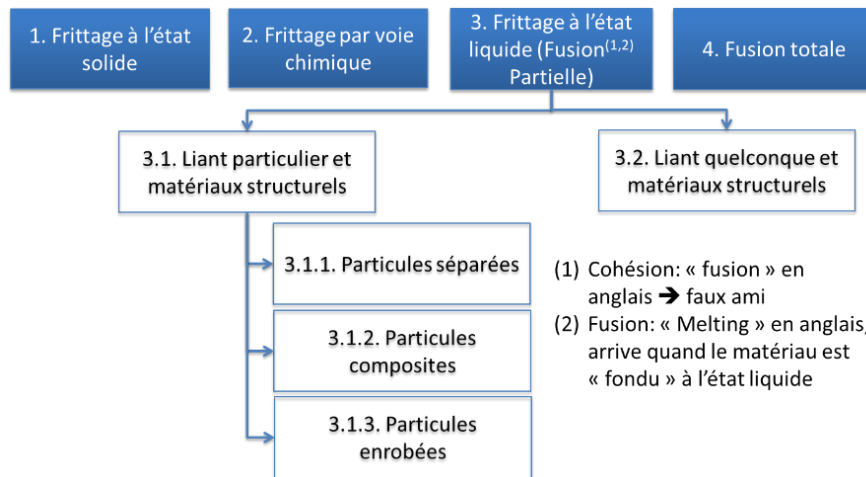 1. Frittage à l’état
solide
2. Frittage par voie
chimique
3. Frittage à l’état
liquide (Fusion(1,2)
Partielle)
4. Fusion totale
3.1. Liant particulier et
matériaux structurels
3.2. Liant quelconque et
matériaux structurels
3.1.1. Particules séparées
3.1.2. Particules
composites
3.1.3. Particules
enrobées
(1) Cohésion: « fusion » en
anglais ➔ faux ami
(2) Fusion: « Melting » en anglais,
arrive quand le matériau est
« fondu » à l’état liquide